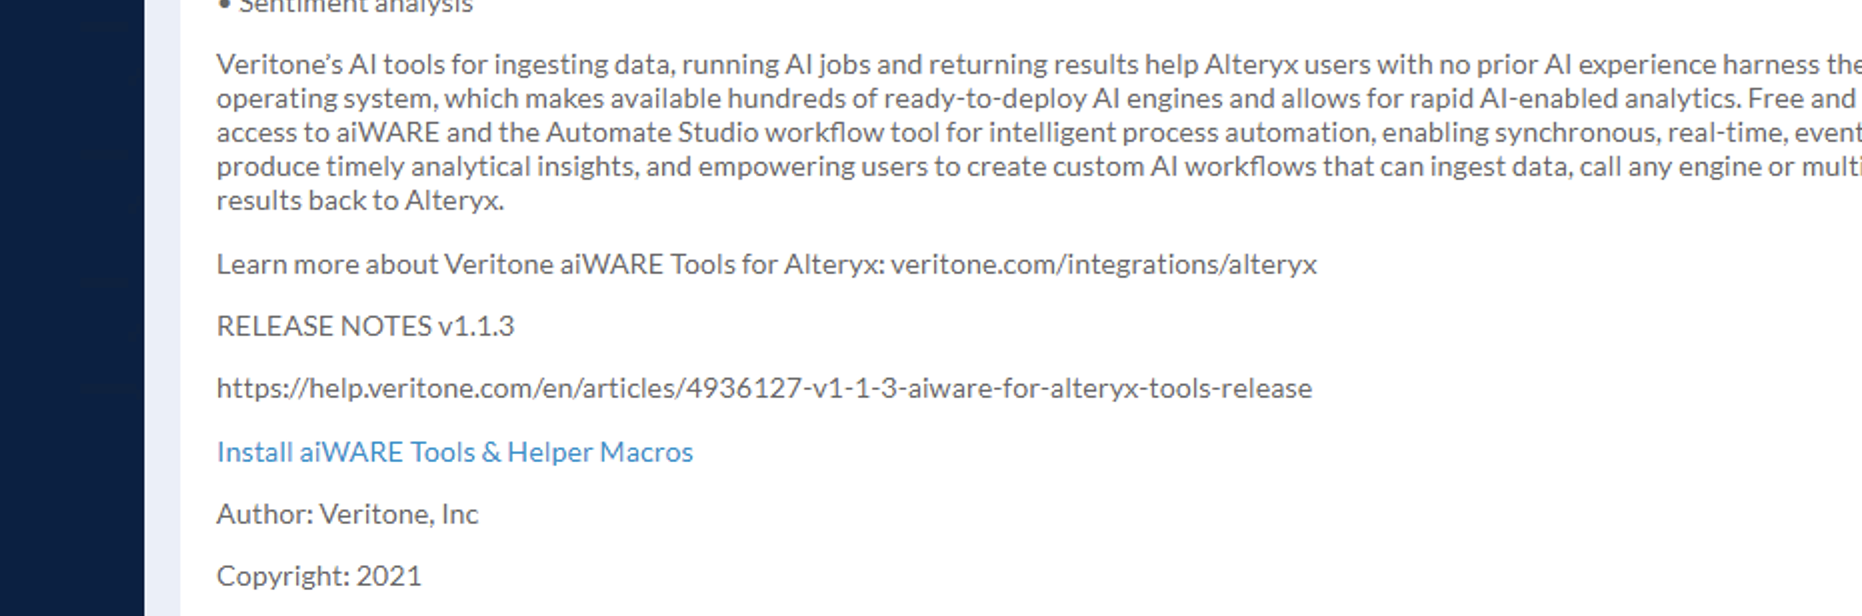 • Sentiment analysis
Veritone’s AI tools for ingesting data, running AI jobs and returning results help Alteryx users with no prior AI experience harness the
operating system, which makes available hundreds of ready-to-deploy AI engines and allows for rapid AI-enabled analytics. Free and
access to aiWARE and the Automate Studio workflow tool for intelligent process automation, enabling synchronous, real-time, event
produce timely analytical insights, and empowering users to create custom AI workflows that can ingest data, call any engine or multi
results back to Alteryx.
Learn more about Veritone aiWARE Tools for Alteryx: veritone.com/integrations/alteryx
RELEASE NOTES v1.1.3
https://help.veritone.com/en/articles/4936127-v1-1-3-aiware-for-alteryx-tools-release
Install aiWARE Tools & Helper Macros
Author: Veritone, Inc
Copyright: 2021